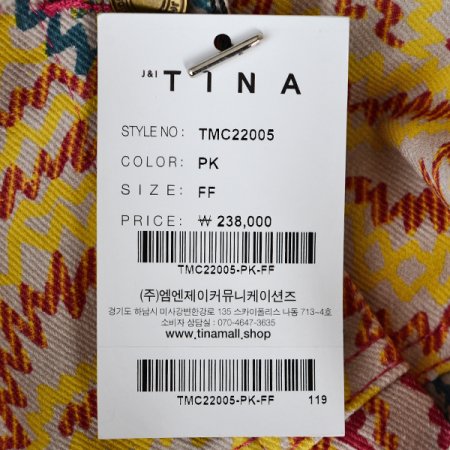 J&I TINA
STYLE NO : TMC22005
COLOR: PK
SIZE: FF
PRICE: ₩ 238,000
TMC22005-PK-FF
(주)엠엔제이커뮤니케이션즈
경기도 하남시 미사강변한강로 135 스카이폴리스 나동 713-4호
소비자 상담실 : 070-4647-3635
www.tinamall.shop
TMC22005-PK-FF
119